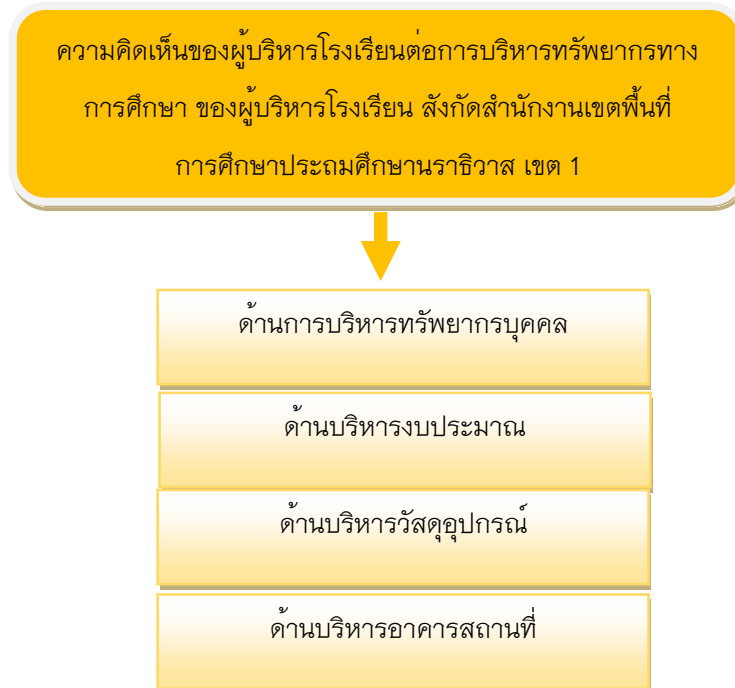 ความคิดเห็นของผู้บริหารโรงเรียนต่อการบริหารทรัพยากรทาง
การศึกษา ของผู้บริหารโรงเรียน สังกัดสำนักงานเขตพื้นที่
การศึกษาประถมศึกษานราธิวาส เขต 1
ด้านการบริหารทรัพยากรบุคคล
ด้านบริหารงบประมาณ
ด้านบริหารวัสดุอุปกรณ์
ด้านบริหารอาคารสถานที่